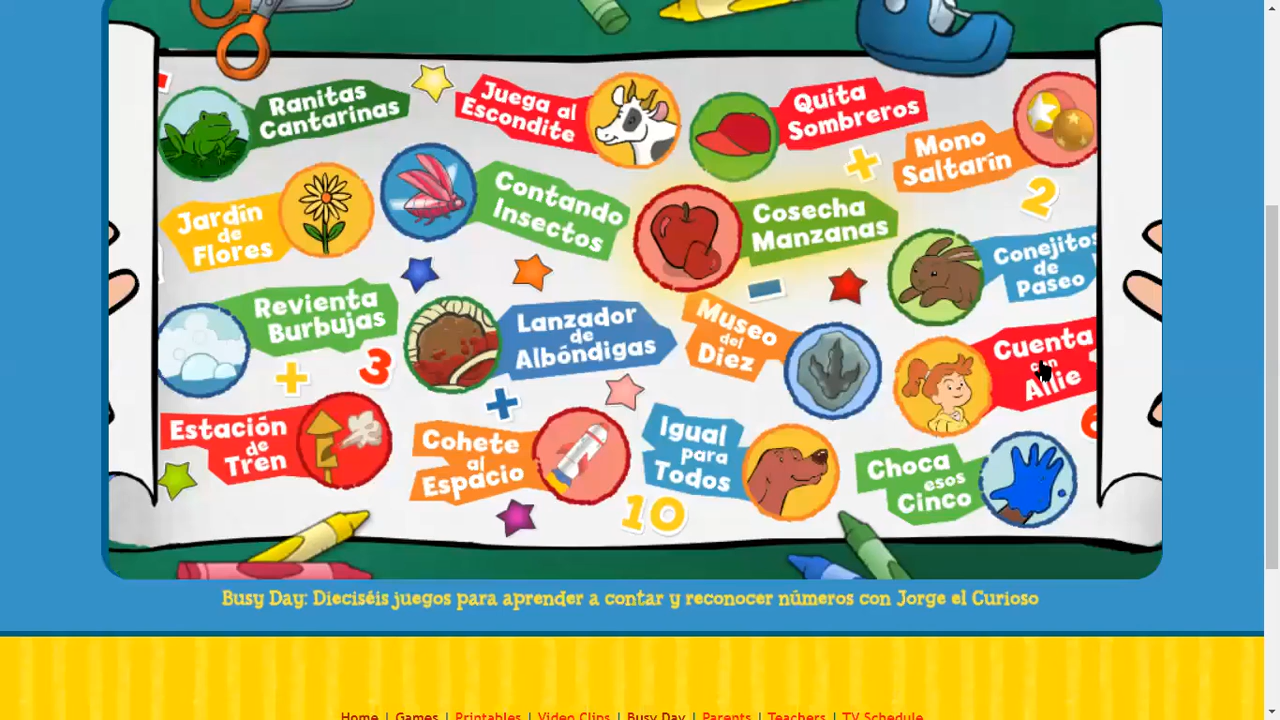 Ranitas
Cantarinas
Juega al
Escondite
Quita
Sombreros
Mono
Saltarín
Jardín
de
Flores
Contando
Insectos
Cosecha
Manzanas
2
Conejitos
de
Paseo
Revienta
Burbujas
3
Lanzador
de
Albóndigas
Museo
del
Diez
Cuenta
con
Allie
Estación
de
Tren
Cohete
al
Espacio
Igual
para
Todos
10
Choca
esos
Cinco
Busy Day: Dieciséis juegos para aprender a contar y reconocer números con Jorge el Curioso
Home | Games | Printables | Video Clips | Busy Day | Parents | Teachers | TV Schedule